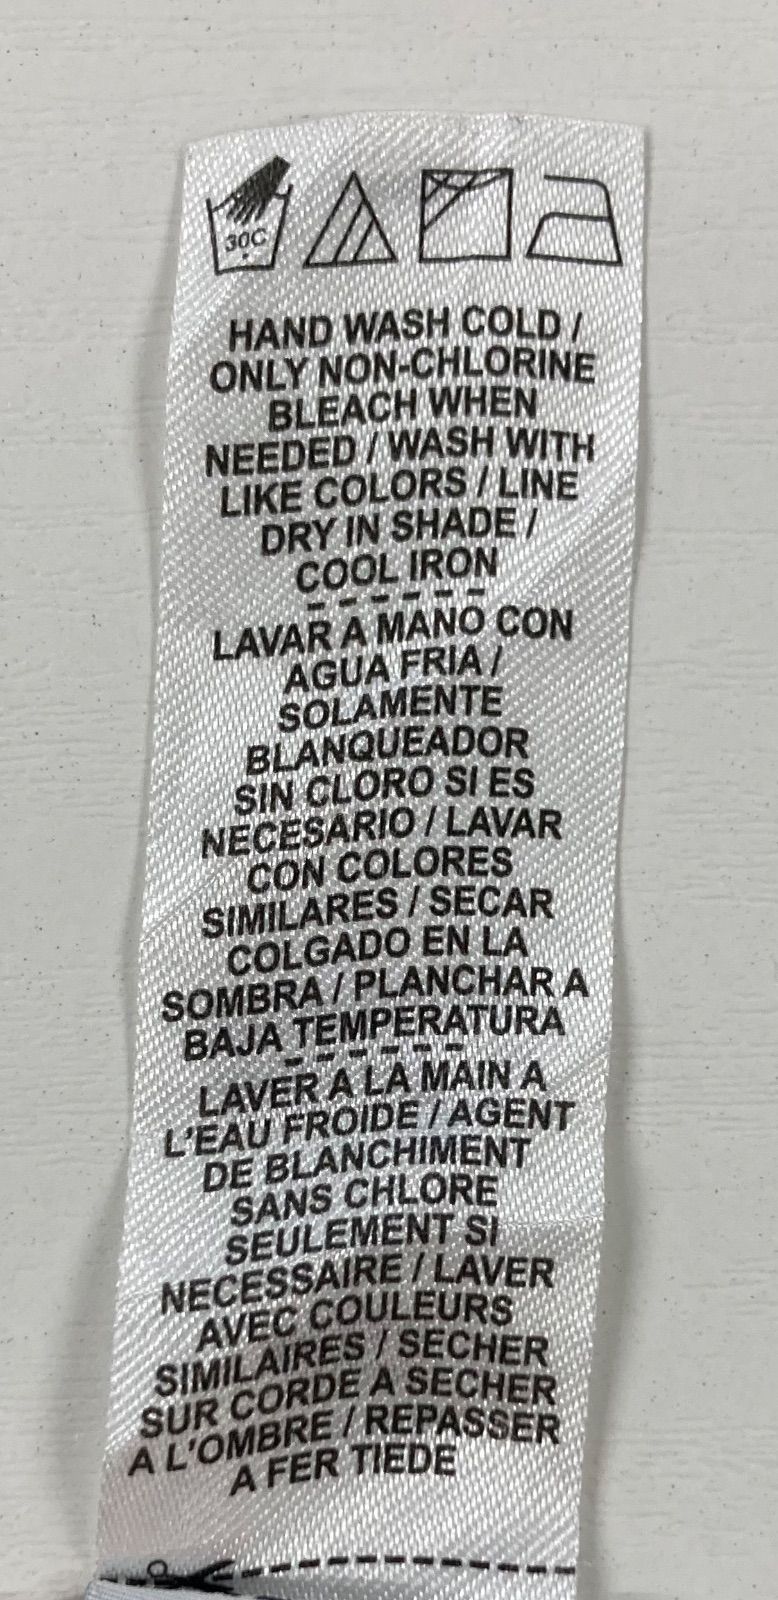 30C
HAND WASH COLD /
ONLY NON-CHLORINE
BLEACH WHEN
NEEDED / WASH WITH
LIKE COLORS / LINE
DRY IN SHADE /
COOL IRON
LAVAR A MANO CON
AGUA FRIA /
SOLAMENTE
BLANQUEADOR
SIN CLORO SI ES
NECESARIO / LAVAR
CON COLORES
SIMILARES / SECAR
COLGADO EN LA
SOMBRA / PLANCHAR A
BAJA TEMPERATURA
LAVER A LA MAIN A
L'EAU FROIDE / AGENT
DE BLANCHIMENT
SANS CHLORE
SEULEMENT SI
NECESSAIRE / LAVER
AVEC COULEURS
SIMILAIRES / SECHER
SUR CORDE A SECHER
A L'OMBRE / REPASSER
A FER TIEDE